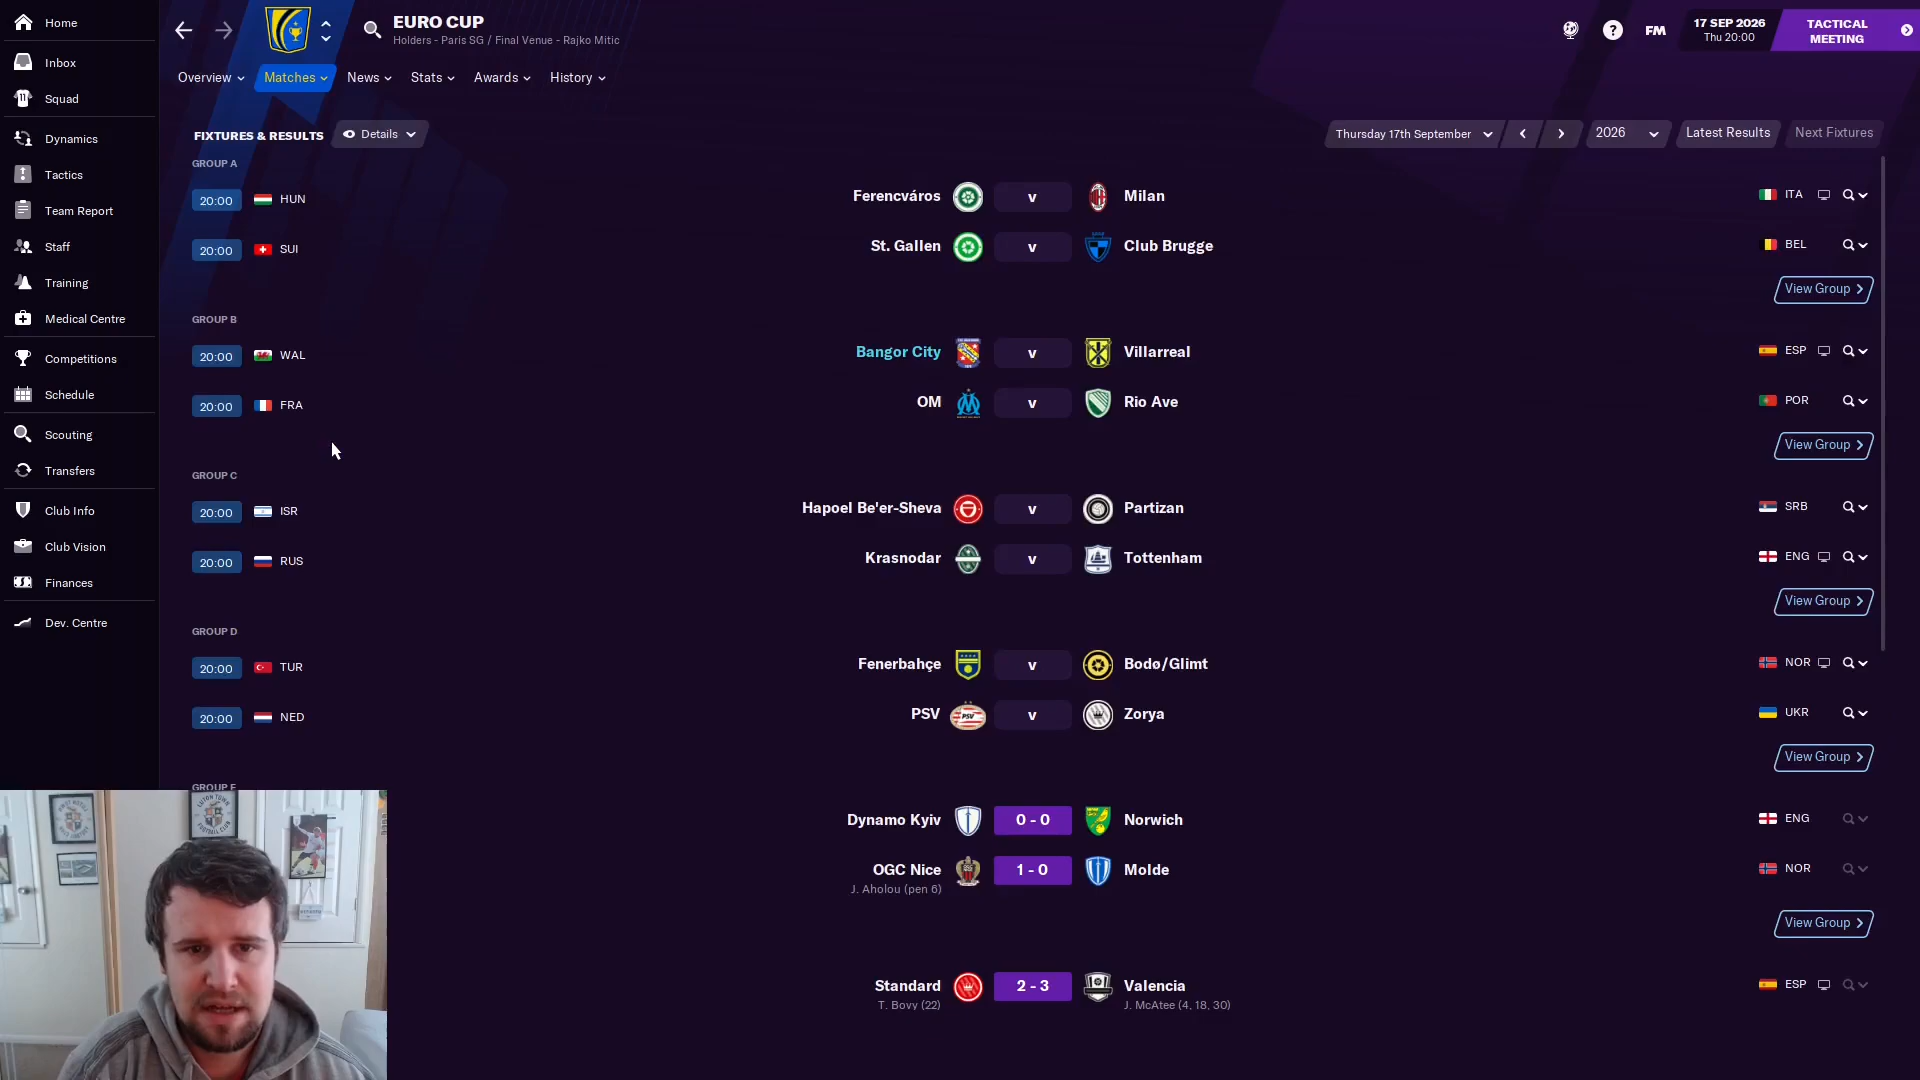 Home
Inbox
Squad
Dynamics
Tactics
Team Report
Staff
Training
Medical Centre
Competitions
Schedule
Scouting
Transfers
Club Info
Club Vision
Finances
Dev. Centre
EURO CUP
Holders - Paris SG / Final Venue - Rajko Mitic
FM
17 SEP 2026
Thu 20:00
TACTICAL
MEETING
Overview
Matches
News
Stats
Awards
History
FIXTURES & RESULTS
Details
Thursday 17th September
2026
Latest Results
Next Fixtures
GROUP A
20:00 HUN Ferencváros v Milan ITA
20:00 SUI St. Gallen v Club Brugge BEL
View Group
GROUP B
20:00 WAL Bangor City v Villarreal ESP
20:00 FRA OM v Rio Ave POR
View Group
GROUP C
20:00 ISR Hapoel Be'er-Sheva v Partizan SRB
20:00 RUS Krasnodar v Tottenham ENG
View Group
GROUP D
20:00 TUR Fenerbahçe v Bodø/Glimt NOR
20:00 NED PSV v Zorya UKR
View Group
Dynamo Kyiv 0 - 0 Norwich ENG
OGC Nice 1 - 0 Molde NOR
J. Aholou (pen 6)
View Group
Standard 2 - 3 Valencia ESP
T. Bovy (22) J. McAtee (4, 18, 30)